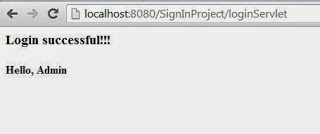 localhost:8080/SignInProject/loginServlet
Login successful!!!
Hello, Admin